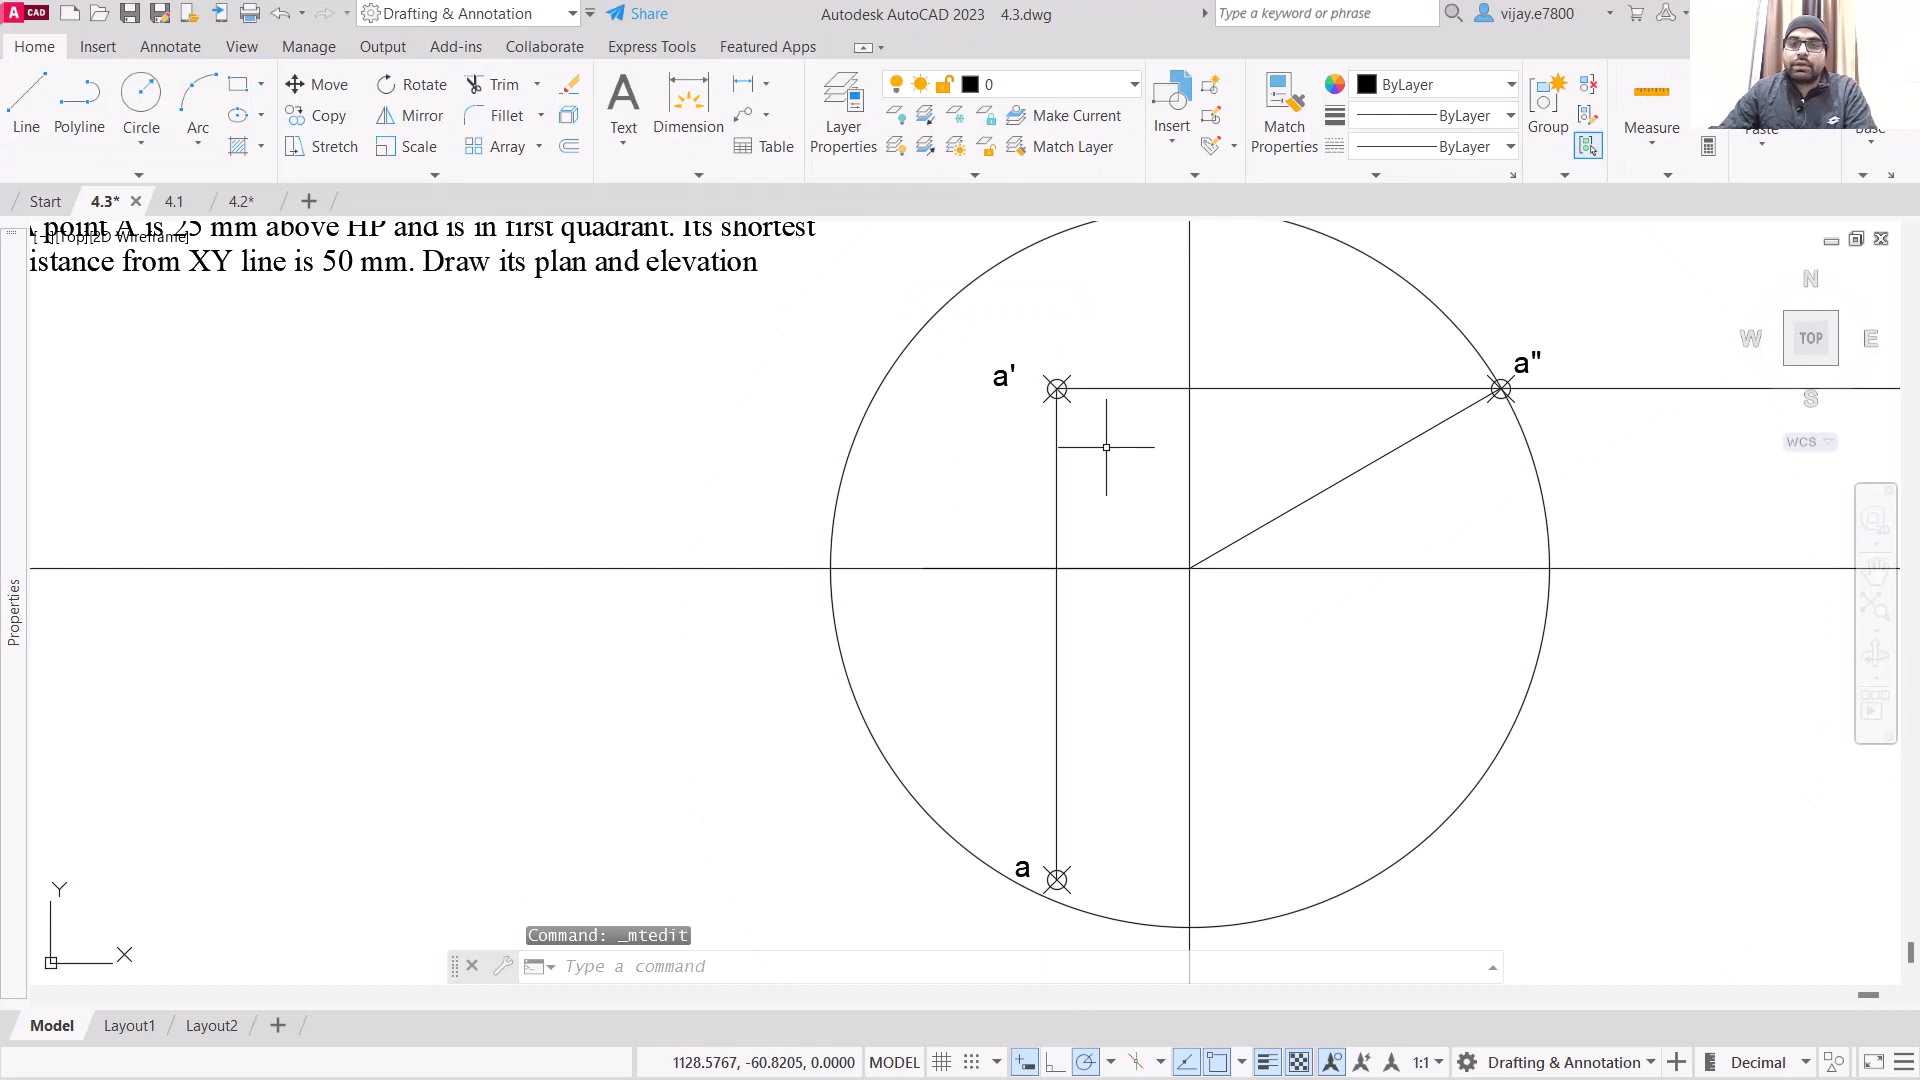 A CAD
Drafting & Annotation
Share
Autodesk AutoCAD 2023 4.3.dwg
Type a keyword or phrase
vijay.e7800
Home Insert Annotate View Manage Output Add-ins Collaborate Express Tools Featured Apps
Line Polyline Circle Arc
Move Rotate Trim
Copy Mirror Fillet
Stretch Scale Array
Text Dimension Table
Layer Properties
0
Make Current
Match Layer
Insert
Match Properties
ByLayer
ByLayer
ByLayer
Group
Measure
Start 4.3* 4.1 4.2*
point A is 25 mm above HP and is in first quadrant. Its shortest
istance from XY line is 50 mm. Draw its plan and elevation
[−][Top][2D Wireframe]
N
W TOP E
S
WCS
a' a"
a
Properties
Y
X
Command: _mtedit
Type a command
Model Layout1 Layout2
1128.5767, -60.8205, 0.0000 MODEL 1:1 Drafting & Annotation Decimal